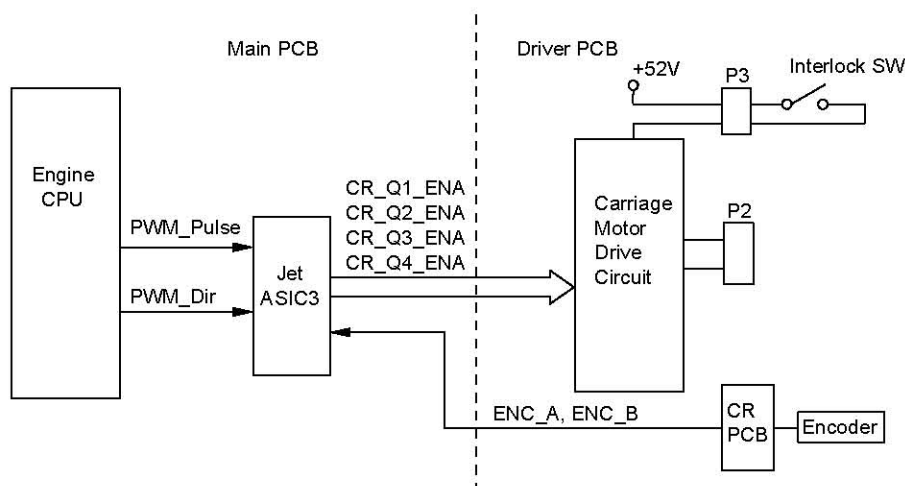 Main PCB
Driver PCB
+52V
P3
Interlock SW
Engine
CPU
PWM_Pulse
PWM_Dir
Jet
ASIC3
CR_Q1_ENA
CR_Q2_ENA
CR_Q3_ENA
CR_Q4_ENA
Carriage
Motor
Drive
Circuit
P2
ENC_A, ENC_B
CR
PCB
Encoder